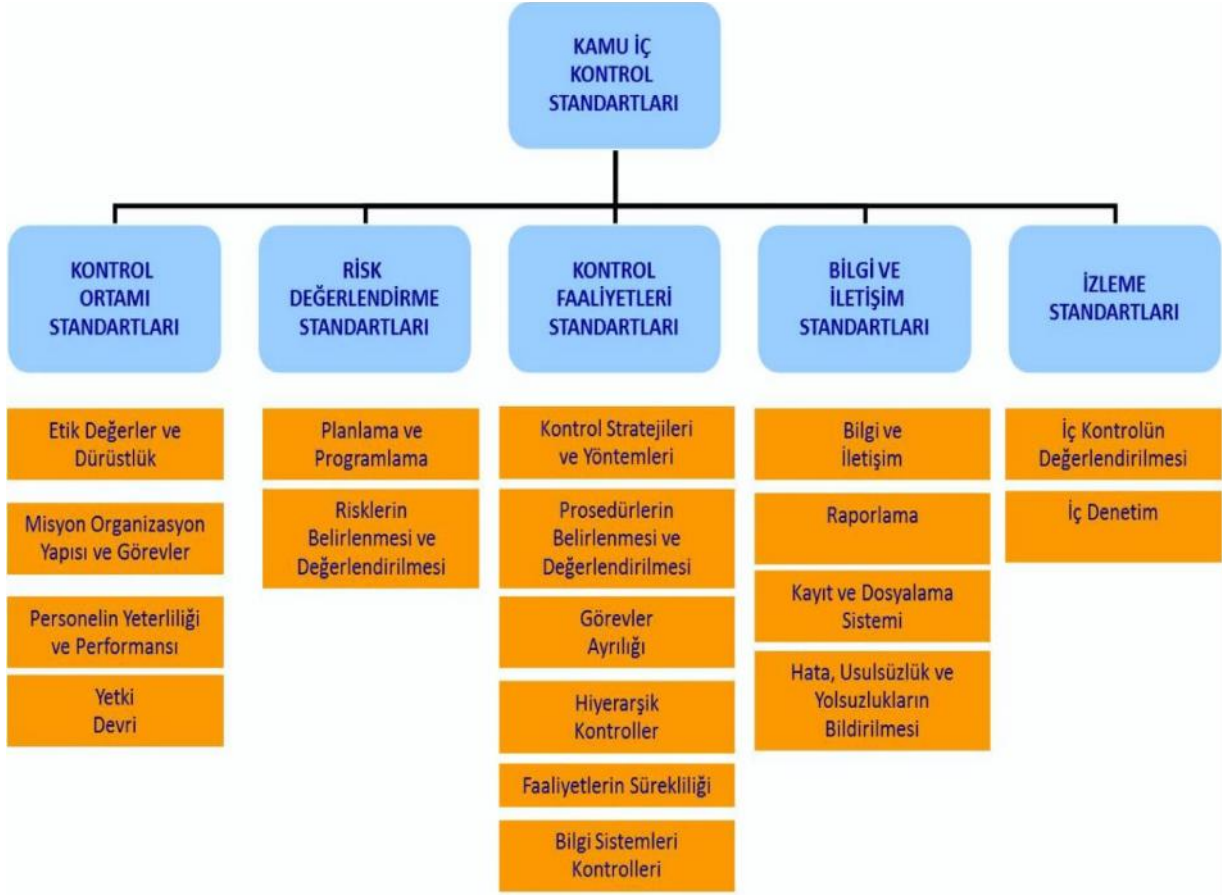 KAMU İÇ
KONTROL
STANDARTLARI
KONTROL
ORTAMI
STANDARTLARI
RİSK
DEĞERLENDİRME
STANDARTLARI
KONTROL
FAALİYETLERİ
STANDARTLARI
BİLGİ VE
İLETİŞİM
STANDARTLARI
İZLEME
STANDARTLARI
Etik Değerler ve
Dürüstlük
Misyon Organizasyon
Yapısı ve Görevler
Personelin Yeterliliği
ve Performansı
Yetki
Devri
Planlama ve
Programlama
Risklerin
Belirlenmesi ve
Değerlendirilmesi
Kontrol Stratejileri
ve Yöntemleri
Prosedürlerin
Belirlenmesi ve
Değerlendirilmesi
Görevler
Ayrılığı
Hiyerarşik
Kontroller
Faaliyetlerin Sürekliliği
Bilgi Sistemleri
Kontrolleri
Bilgi ve
İletişim
Raporlama
Kayıt ve Dosyalama
Sistemi
Hata, Usulsüzlük ve
Yolsuzlukların
Bildirilmesi
İç Kontrolün
Değerlendirilmesi
İç Denetim